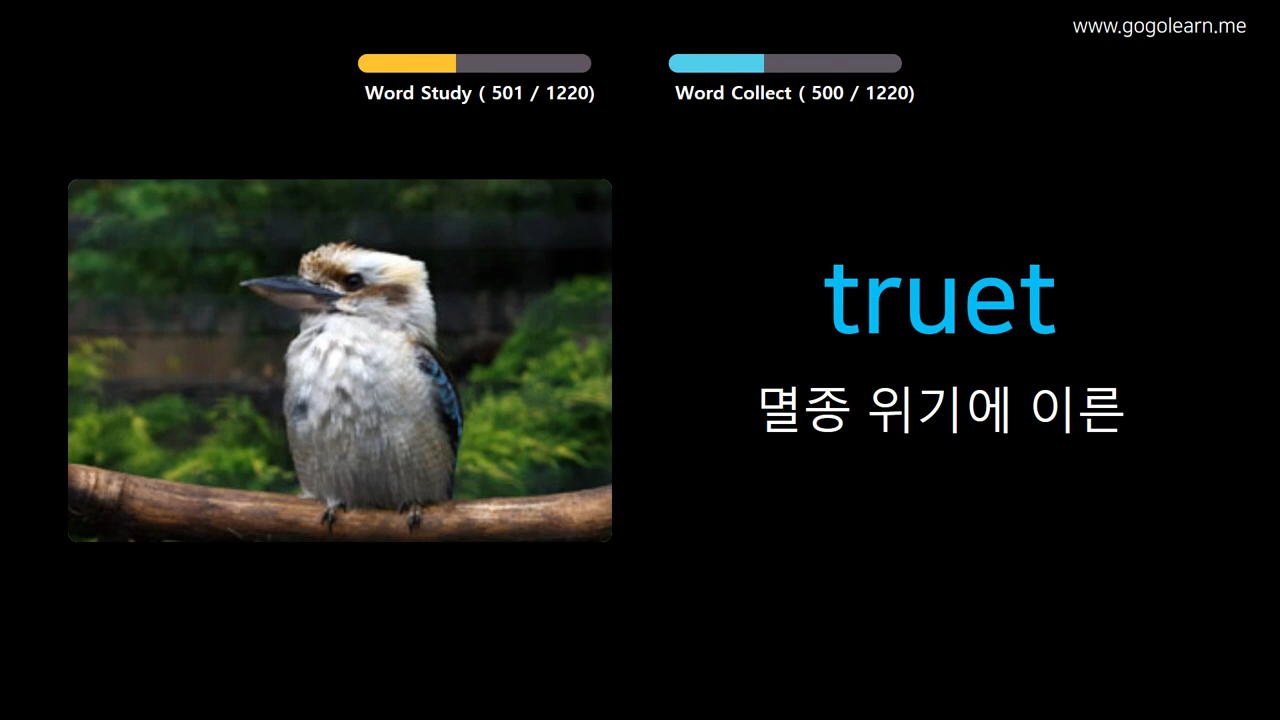 www.gogolearn.me
Word Study ( 501 / 1220)
Word Collect ( 500 / 1220)
truet
멸종 위기에 이른